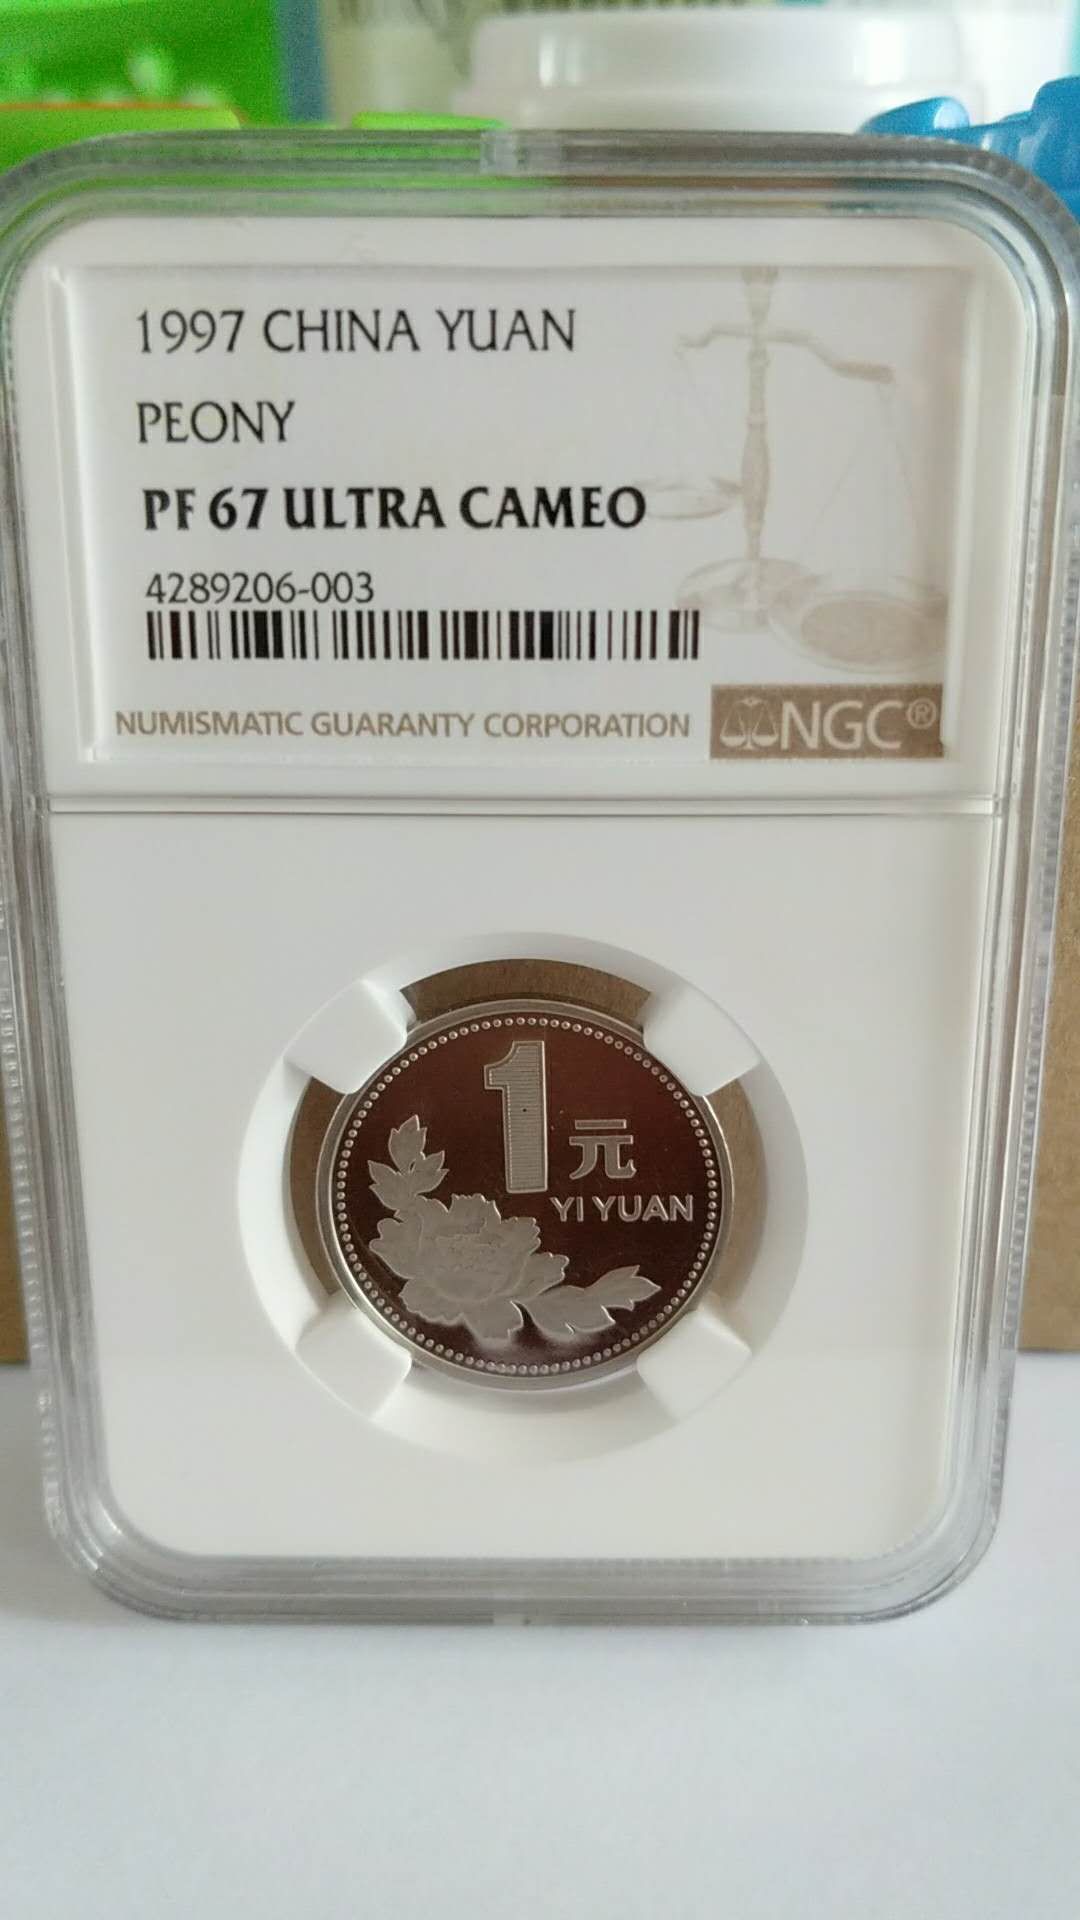 1997 CHINA YUAN
PEONY
PF 67 ULTRA CAMEO
4289206-003
NUMISMATIC GUARANTY CORPORATION NGC®
1
元
YI YUAN